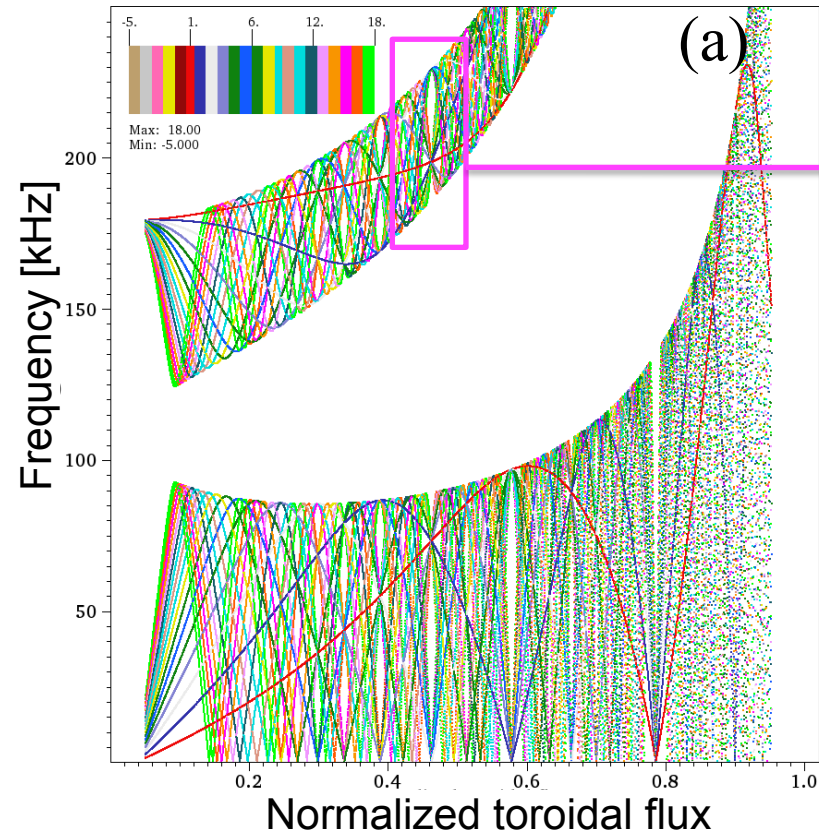 (a)
-5. 1. 6. 12. 18.
Max: 18.00
Min: -5.000
Frequency [kHz]
200
150
100
50
0.2 0.4 0.6 0.8 1.0
Normalized toroidal flux